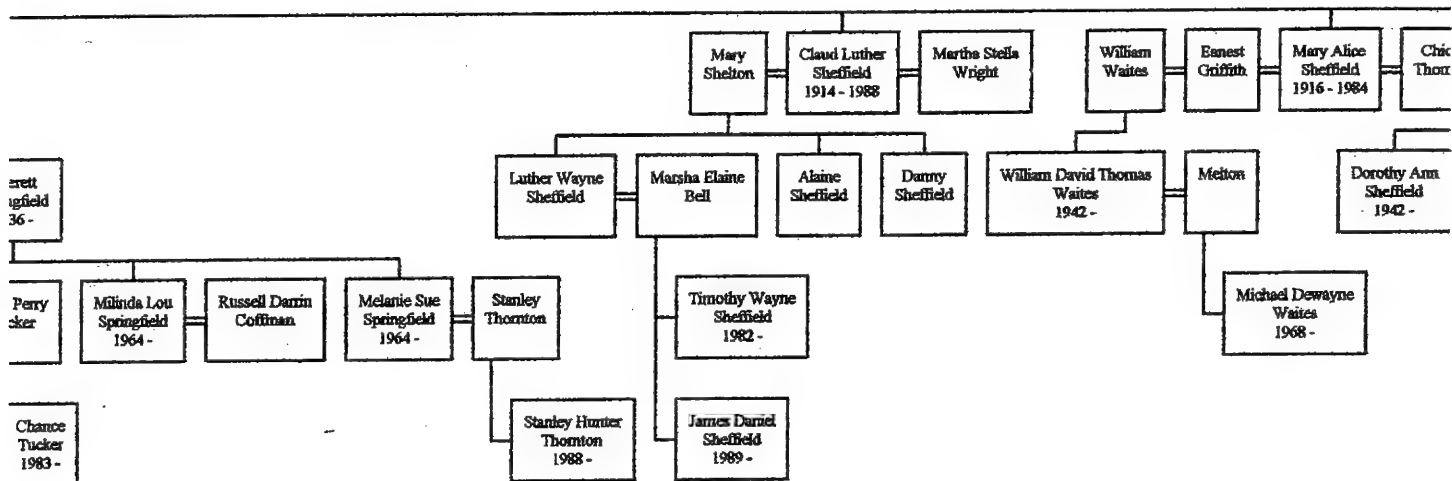 Mary
Shelton
Claud Luther
Sheffield
1914 - 1988
Martha Stella
Wright
William
Waites
Earnest
Griffith
Mary Alice
Sheffield
1916 - 1984
Luther Wayne
Sheffield
Marsha Elaine
Bell
Alaine
Sheffield
Danny
Sheffield
William David Thomas
Waites
1942 -
Melton
Dorothy Ann
Sheffield
1942 -
Perry
Milinda Lou
Springfield
1964 -
Russell Darrin
Coffman
Melanie Sue
Springfield
1964 -
Stanley
Thornton
Timothy Wayne
Sheffield
1982 -
Michael Dewayne
Waites
1968 -
Chance
Tucker
1983 -
Stanley Hunter
Thornton
1988 -
James Daniel
Sheffield
1989 -